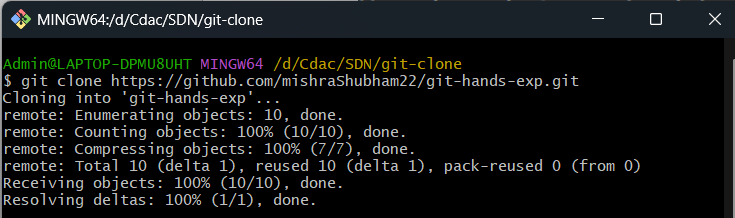 MINGW64:/d/Cdac/SDN/git-clone
Admin@LAPTOP-DPMU8UHT MINGW64 /d/Cdac/SDN/git-clone
$ git clone https://github.com/mishraShubham22/git-hands-exp.git
Cloning into 'git-hands-exp'...
remote: Enumerating objects: 10, done.
remote: Counting objects: 100% (10/10), done.
remote: Compressing objects: 100% (7/7), done.
remote: Total 10 (delta 1), reused 10 (delta 1), pack-reused 0 (from 0)
Receiving objects: 100% (10/10), done.
Resolving deltas: 100% (1/1), done.